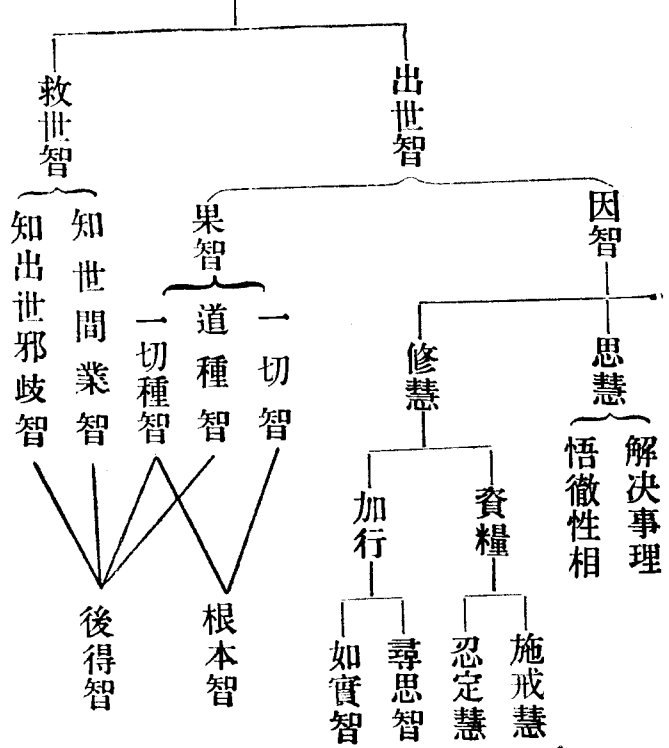 出世智
救世智
因智
果智
思慧
解决事理
悟徹性相
修慧
資糧
施戒慧
忍定慧
加行
尋思智
如實智
一切智
道種智
一切種智
知世間業智
知出世邪歧智
根本智
後得智